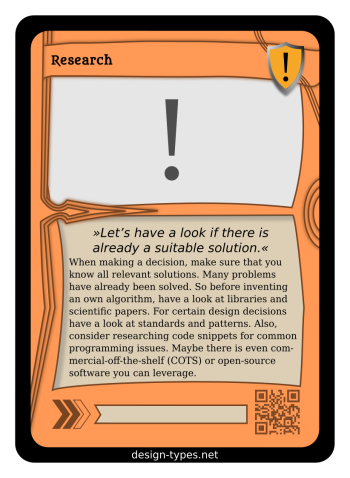 Research
!
!
»Let's have a look if there is
already a suitable solution.«
When making a decision, make sure that you
know all relevant solutions. Many problems
have already been solved. So before inventing
an own algorithm, have a look at libraries and
scientific papers. For certain design decisions
have a look at standards and patterns. Also,
consider researching code snippets for common
programming issues. Maybe there is even com-
mercial-off-the-shelf (COTS) or open-source
software you can leverage.
design-types.net